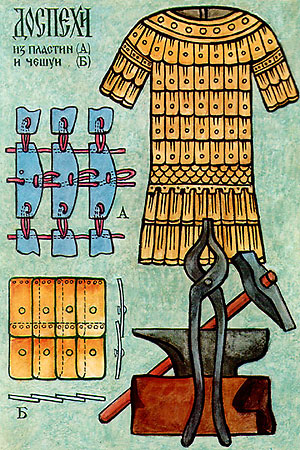 ДОСПЕХИ
ИЗ ПЛАСТИН (А)
И ЧЕШУИ (Б)
А
Б